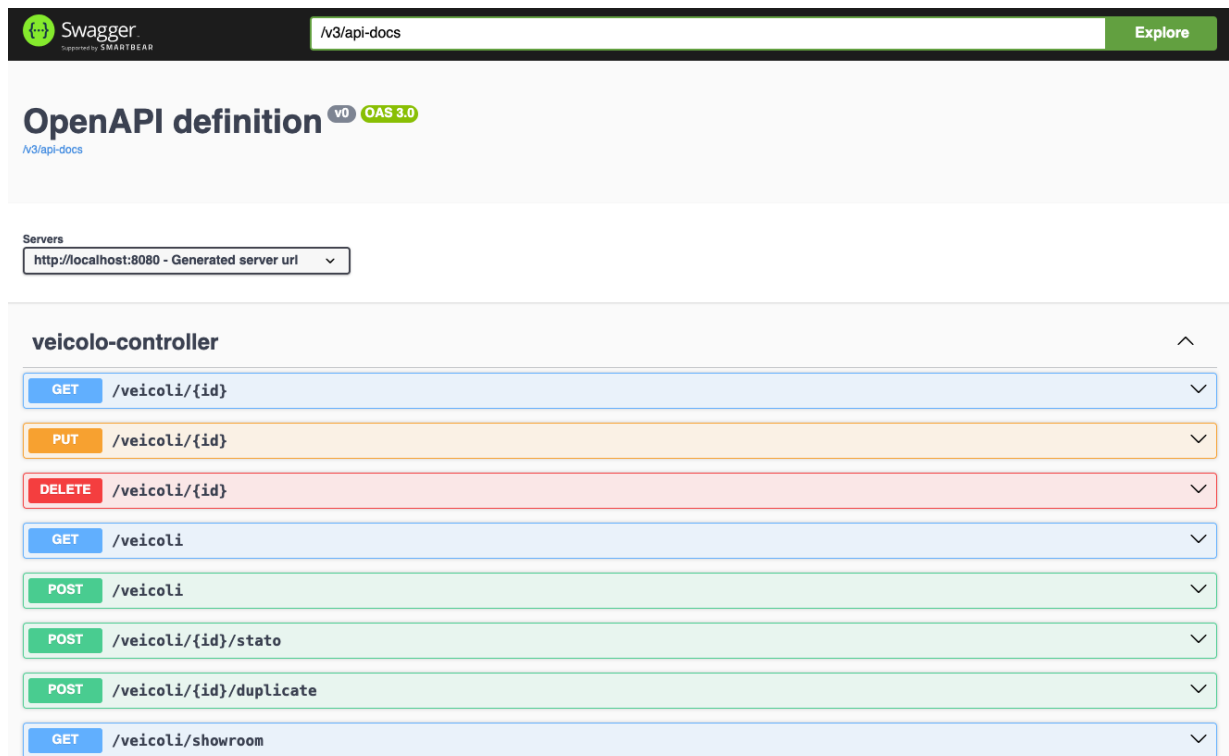 Swagger.
Supported by SMARTBEAR
/v3/api-docs
Explore
OpenAPI definition v0 OAS 3.0
/v3/api-docs
Servers
http://localhost:8080 - Generated server url
veicolo-controller
GET /veicoli/{id}
PUT /veicoli/{id}
DELETE /veicoli/{id}
GET /veicoli
POST /veicoli
POST /veicoli/{id}/stato
POST /veicoli/{id}/duplicate
GET /veicoli/showroom